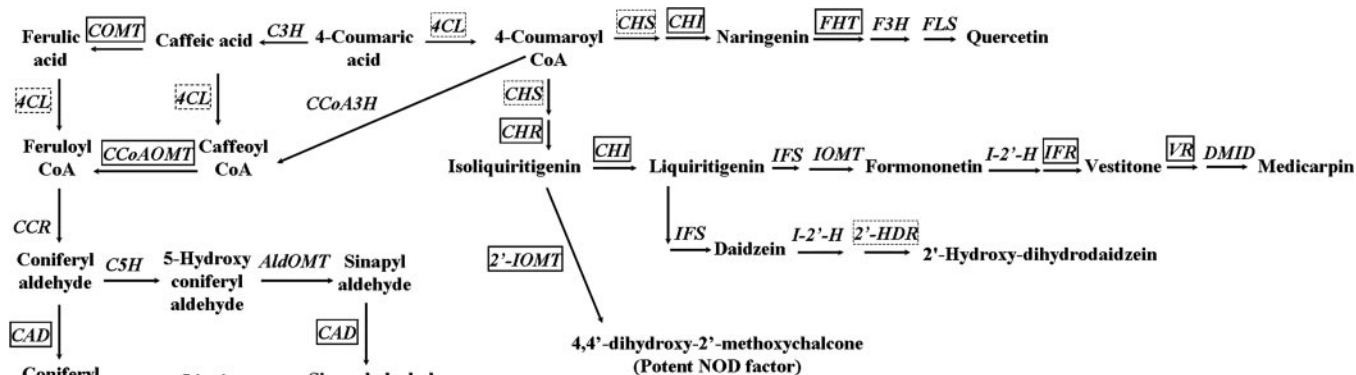 COMT
C3H
4CL
CHS
CHI
FHT
F3H
FLS
Ferulic
acid
Caffeic acid
4-Coumaric
acid
4-Coumaroyl
CoA
Naringenin
Quercetin
4CL
4CL
CCoA3H
CHS
CHR
Feruloyl
CoA
CCoAOMT
Caffeoyl
CoA
Isoliquiritigenin
CHI
Liquiritigenin
IFS
IOMT
Formononetin
I-2'-H
IFR
Vestitone
VR
DMID
Medicarpin
CCR
IFS
Daidzein
I-2'-H
2'-HDR
2'-Hydroxy-dihydrodaidzein
Coniferyl
aldehyde
C5H
5-Hydroxy
coniferyl
aldehyde
AldOMT
Sinapyl
aldehyde
2'-IOMT
CAD
CAD
4,4'-dihydroxy-2'-methoxychalcone
(Potent NOD factor)
Coniferyl